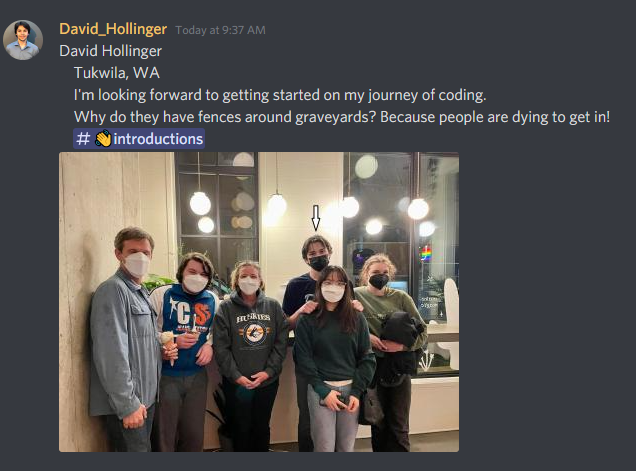 David_Hollinger Today at 9:37 AM
David Hollinger
Tukwila, WA
I'm looking forward to getting started on my journey of coding.
Why do they have fences around graveyards? Because people are dying to get in!
# 👋introductions
CS
HUSKIES